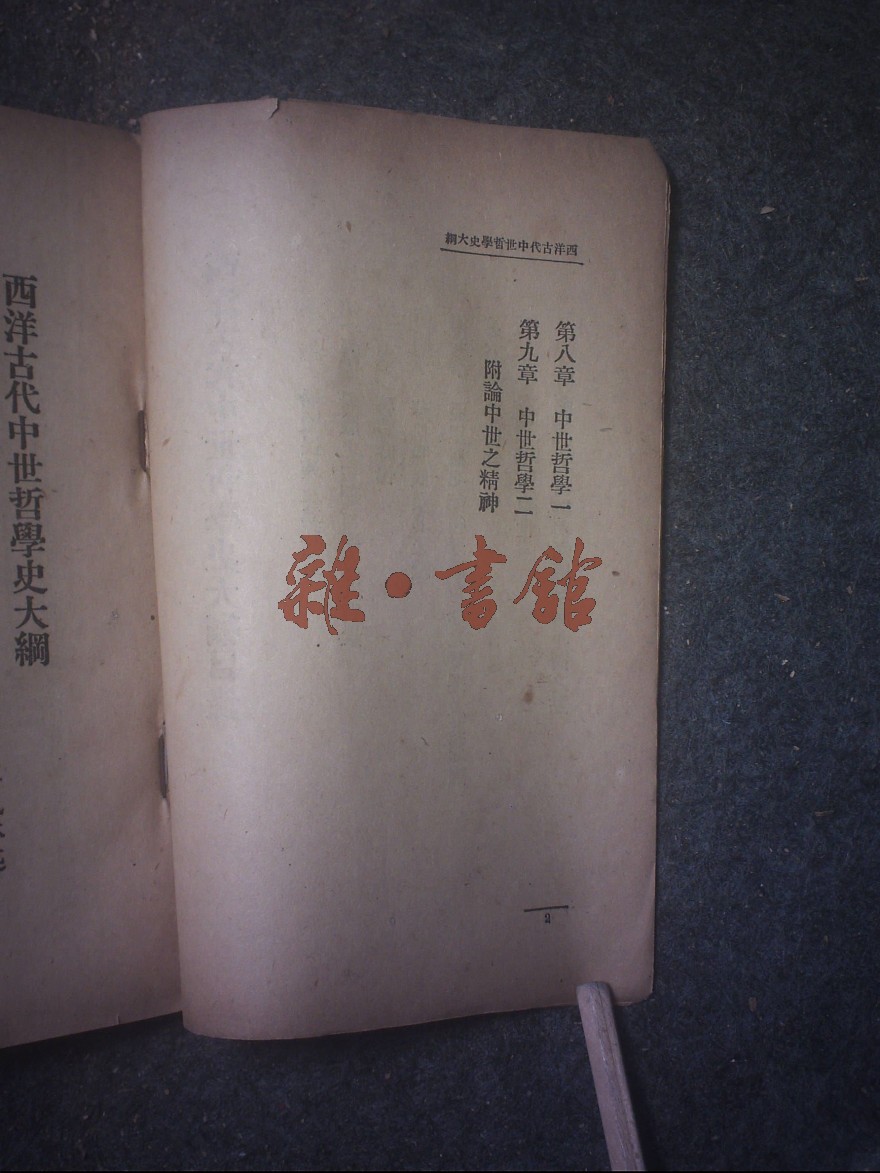 西洋古代中世哲學史大綱
第八章 中世哲學一
第九章 中世哲學二
附論中世之精神
2
雜·書館
西洋古代中世哲學史大綱